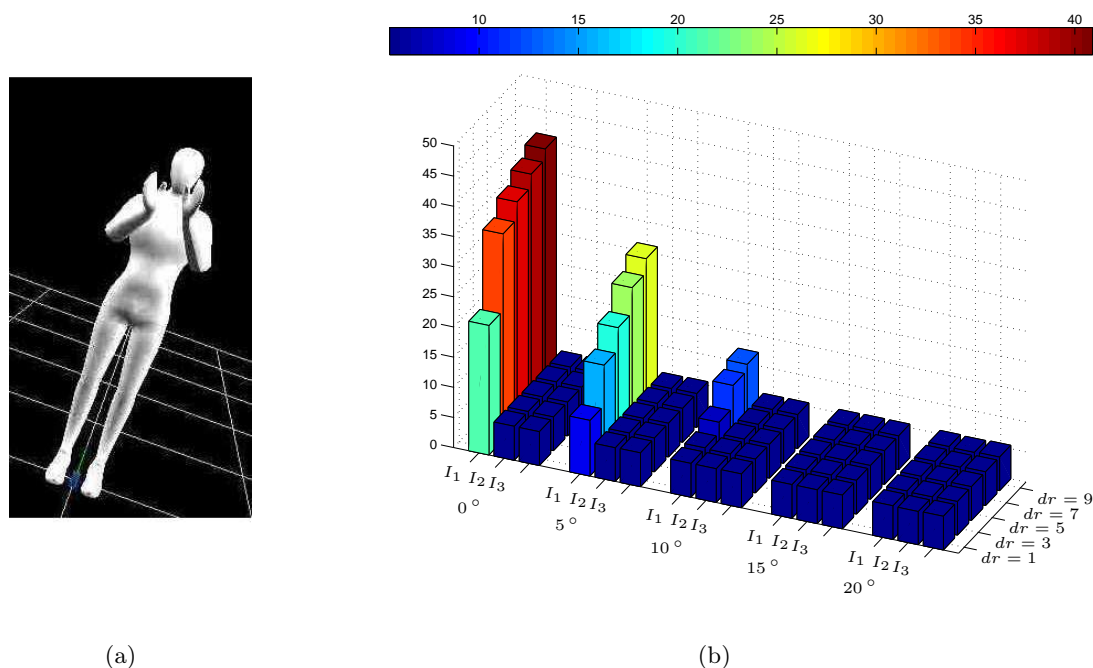 10 15 20 25 30 35 40
50
45
40
35
30
25
20
15
10
5
0
I₁ I₂ I₃
0 °
I₁ I₂ I₃
5 °
I₁ I₂ I₃
10 °
I₁ I₂ I₃
15 °
I₁ I₂ I₃
20 °
dr = 9
dr = 7
dr = 5
dr = 3
dr = 1
(a) (b)